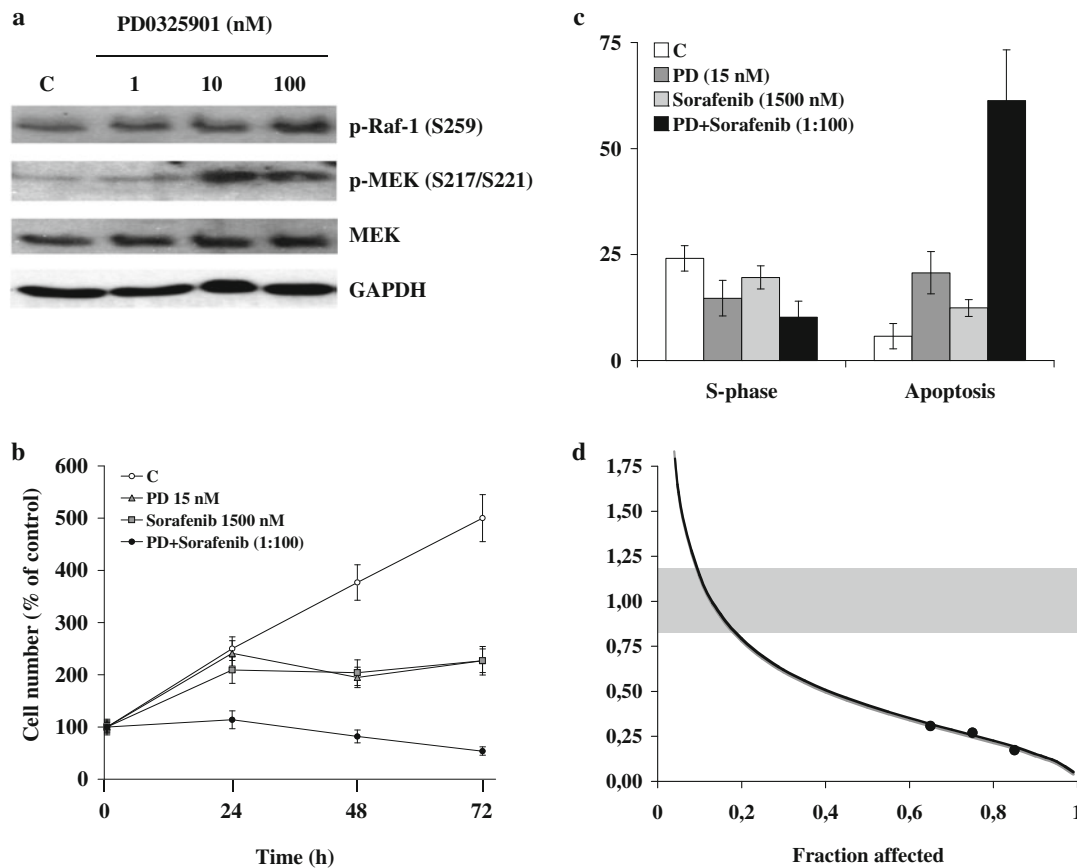 a
PD0325901 (nM)
C 1 10 100
p-Raf-1 (S259)
p-MEK (S217/S221)
MEK
GAPDH
c
75
50
25
0
C
PD (15 nM)
Sorafenib (1500 nM)
PD+Sorafenib (1:100)
S-phase Apoptosis
b
Cell number (% of control)
600
500
400
300
200
100
0
C
PD 15 nM
Sorafenib 1500 nM
PD+Sorafenib (1:100)
0 24 48 72
Time (h)
d
1,75
1,50
1,25
1,00
0,75
0,50
0,25
0,00
0 0,2 0,4 0,6 0,8 1
Fraction affected